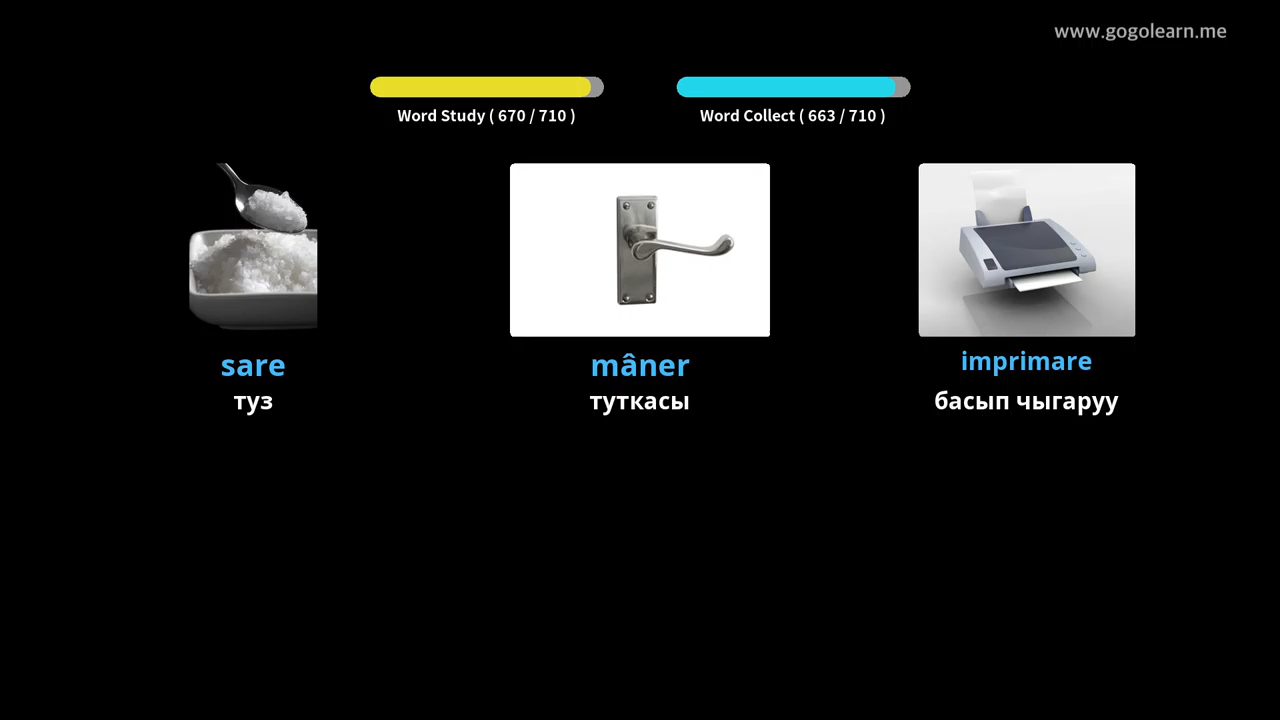 www.gogolearn.me
Word Study ( 670 / 710 )
Word Collect ( 663 / 710 )
sare
туз
mâner
туткасы
imprimare
басып чыгаруу